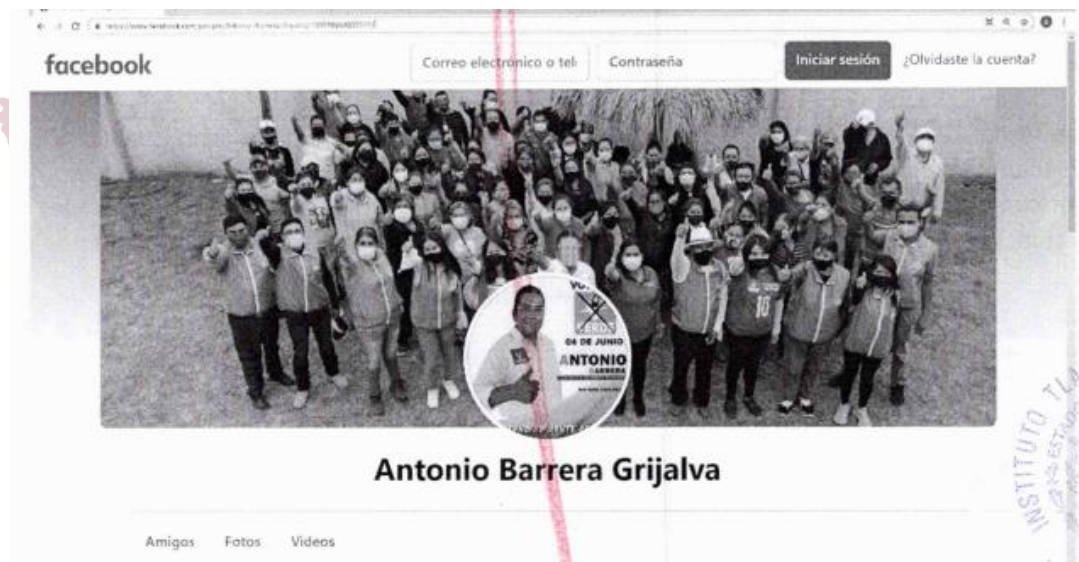 facebook
Correo electrónico o telé
Contraseña
Iniciar sesión
¿Olvidaste la cuenta?
10
VERDE
06 DE JUNIO
ANTONIO
BARRERA
Antonio Barrera Grijalva
Amigos Fotos Videos
INSTITUTO